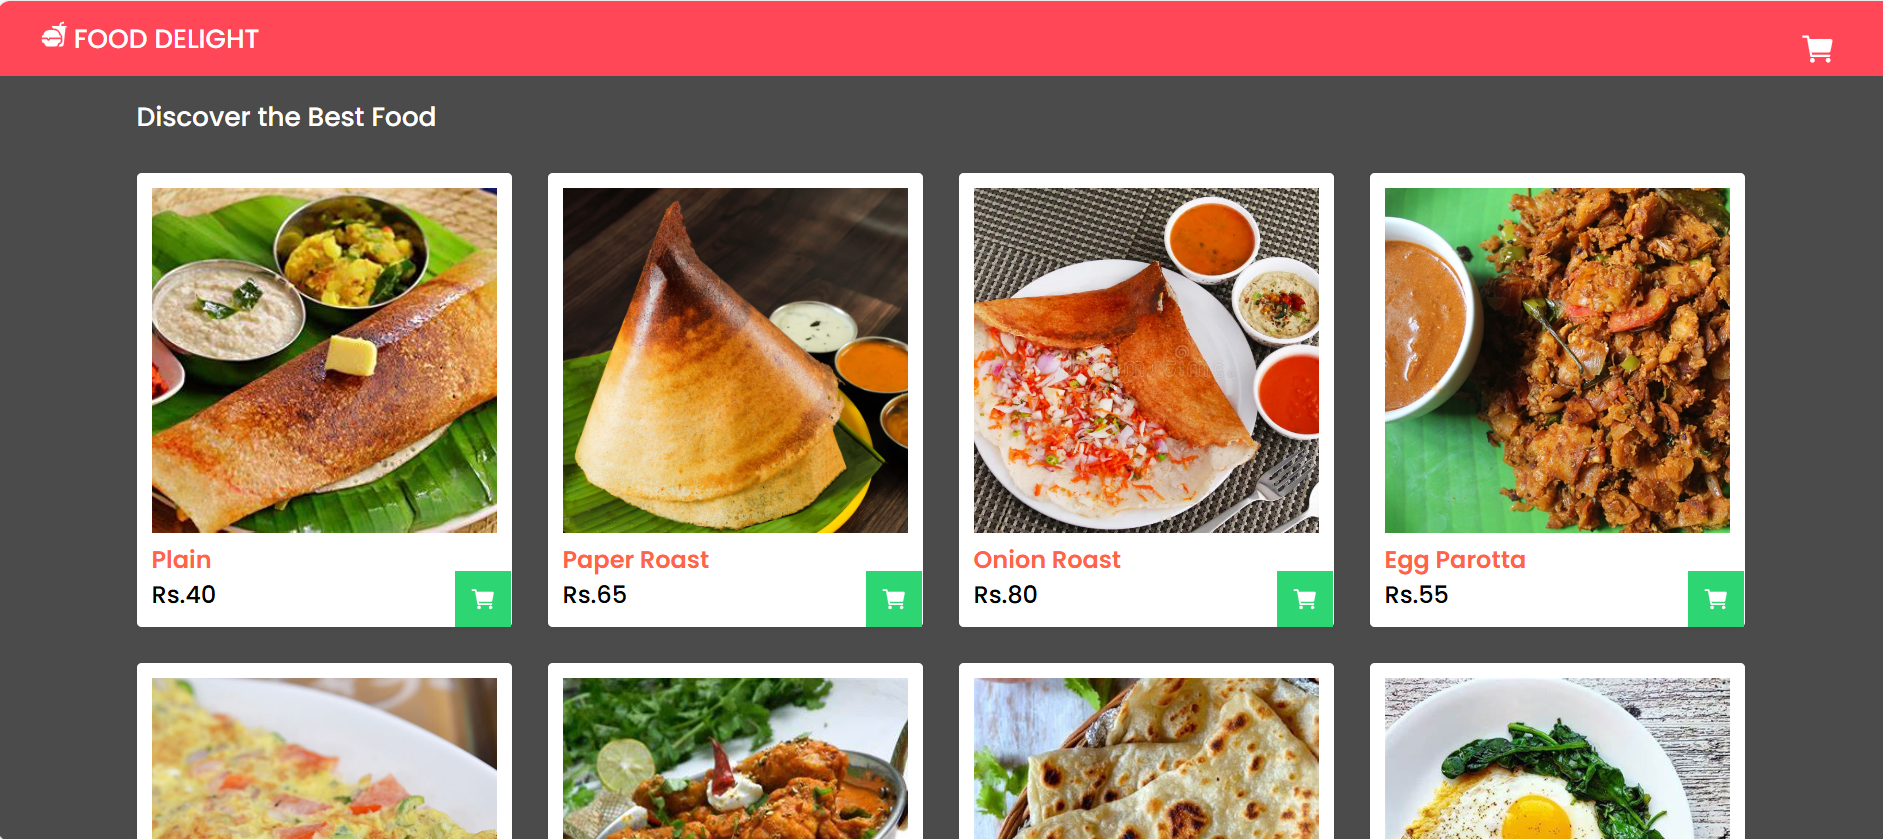 FOOD DELIGHT
Discover the Best Food
Plain
Rs.40
Paper Roast
Rs.65
Onion Roast
Rs.80
Egg Parotta
Rs.55